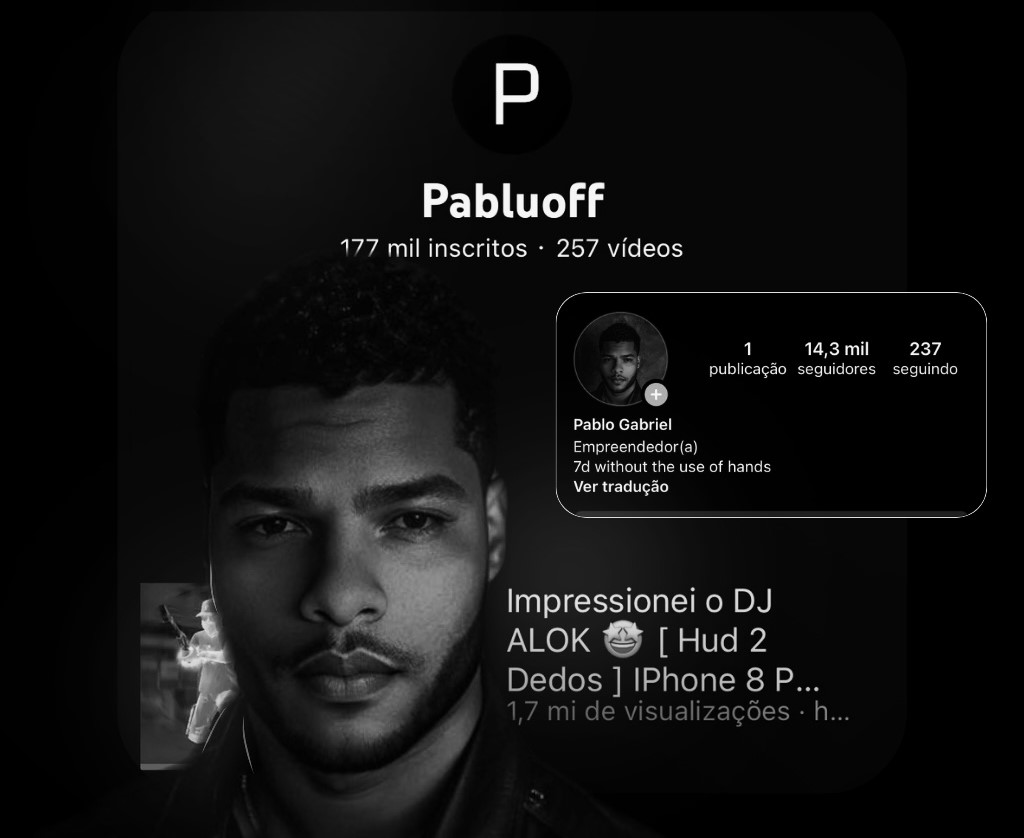 P
Pabluoff
177 mil inscritos · 257 vídeos
1 14,3 mil 237
publicação seguidores seguindo
Pablo Gabriel
Empreendedor(a)
7d without the use of hands
Ver tradução
Impressionei o DJ
ALOK 🤩 [ Hud 2
Dedos ] IPhone 8 P...
1,7 mi de visualizações · h...